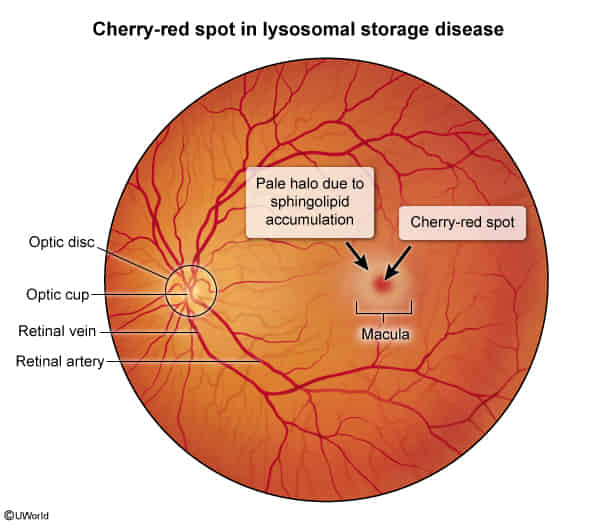 Cherry-red spot in lysosomal storage disease
Pale halo due to
sphingolipid
accumulation
Cherry-red spot
Optic disc
Optic cup
Macula
Retinal vein
Retinal artery
©UWorld